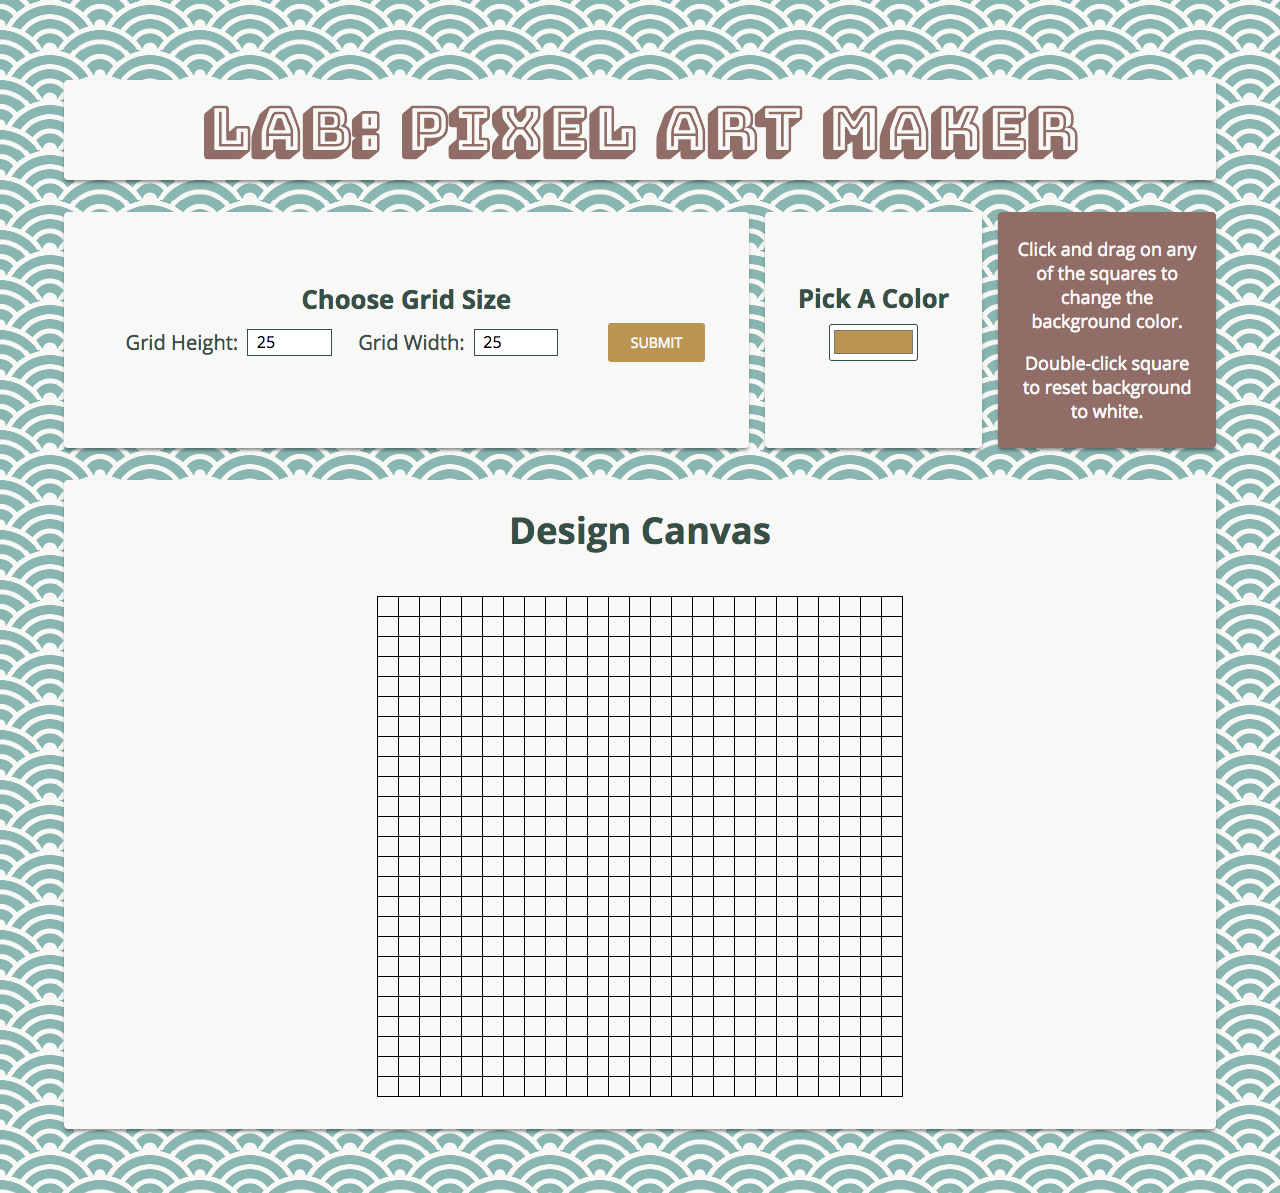 LAB: PIXEL ART MAKER
Choose Grid Size
Grid Height: 25 Grid Width: 25 SUBMIT
Pick A Color
Click and drag on any
of the squares to
change the
background color.
Double-click square
to reset background
to white.
Design Canvas